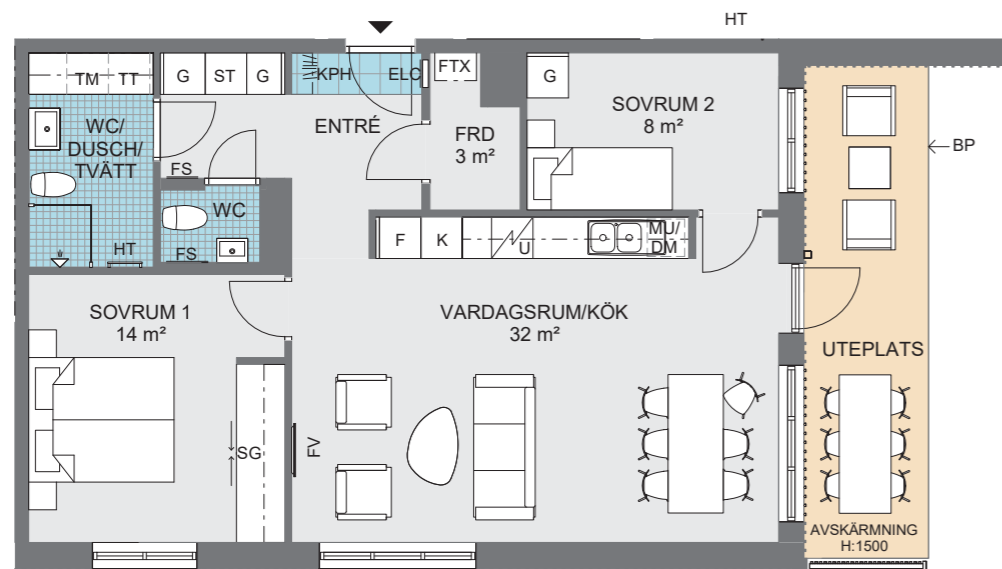 HT
TM
TT
G
ST
G
KPH
ELC
FTX
G
SOVRUM 2
8 m²
WC/
DUSCH/
TVÄTT
ENTRÉ
FRD
3 m²
BP
FS
WC
HT
FS
F
K
U
MU/
DM
SOVRUM 1
14 m²
VARDAGSRUM/KÖK
32 m²
UTEPLATS
SG
FV
AVSKÄRMNING
H:1500